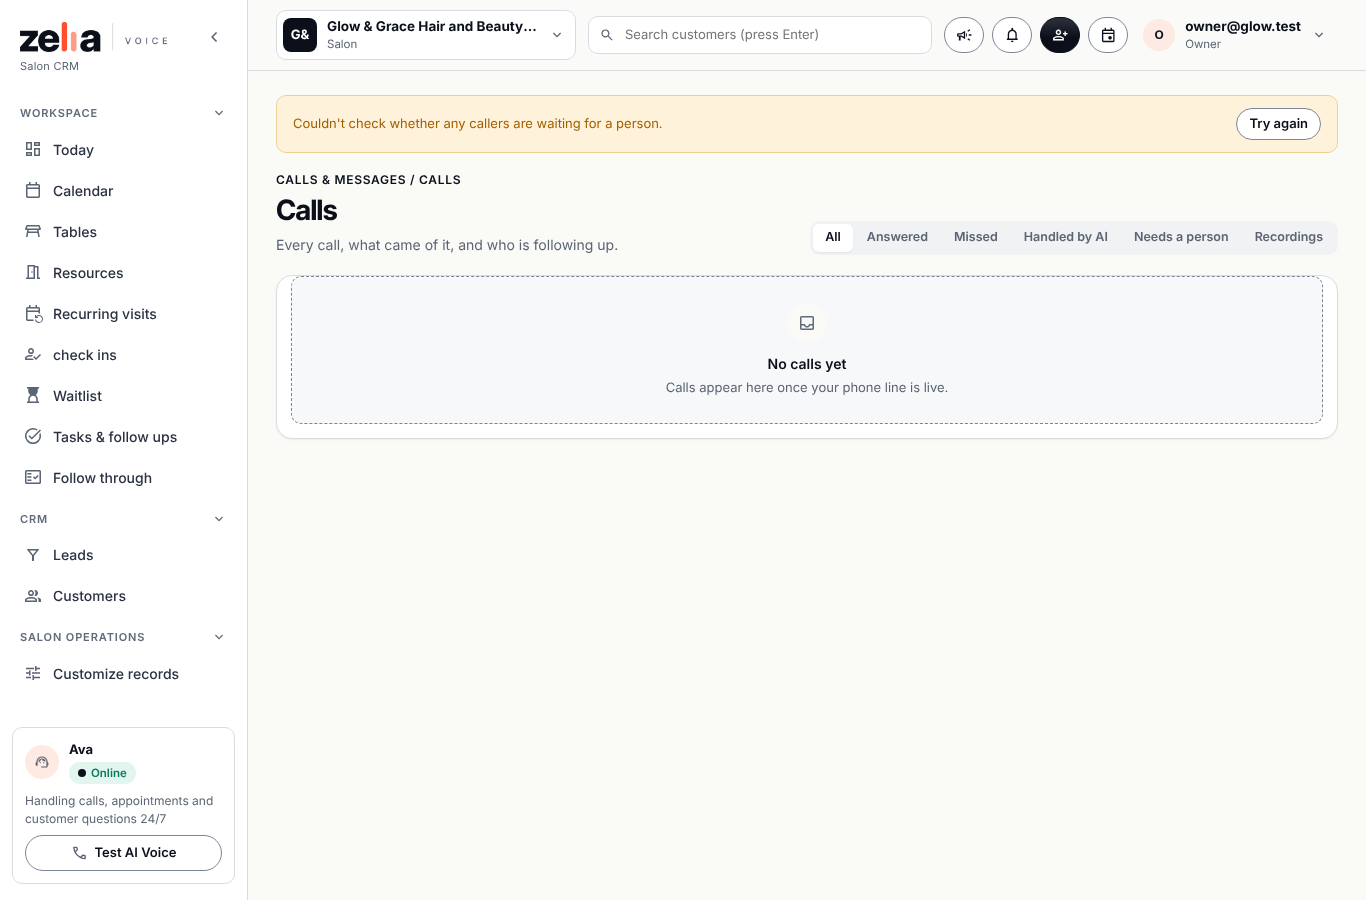 zelia
VOICE
Salon CRM
WORKSPACE
Today
Calendar
Tables
Resources
Recurring visits
check ins
Waitlist
Tasks & follow ups
Follow through
CRM
Leads
Customers
SALON OPERATIONS
Customize records
Ava
Online
Handling calls, appointments and
customer questions 24/7
Test AI Voice
G&
Glow & Grace Hair and Beauty...
Salon
Search customers (press Enter)
O
owner@glow.test
Owner
Couldn't check whether any callers are waiting for a person.
Try again
CALLS & MESSAGES / CALLS
Calls
Every call, what came of it, and who is following up.
All
Answered
Missed
Handled by AI
Needs a person
Recordings
No calls yet
Calls appear here once your phone line is live.